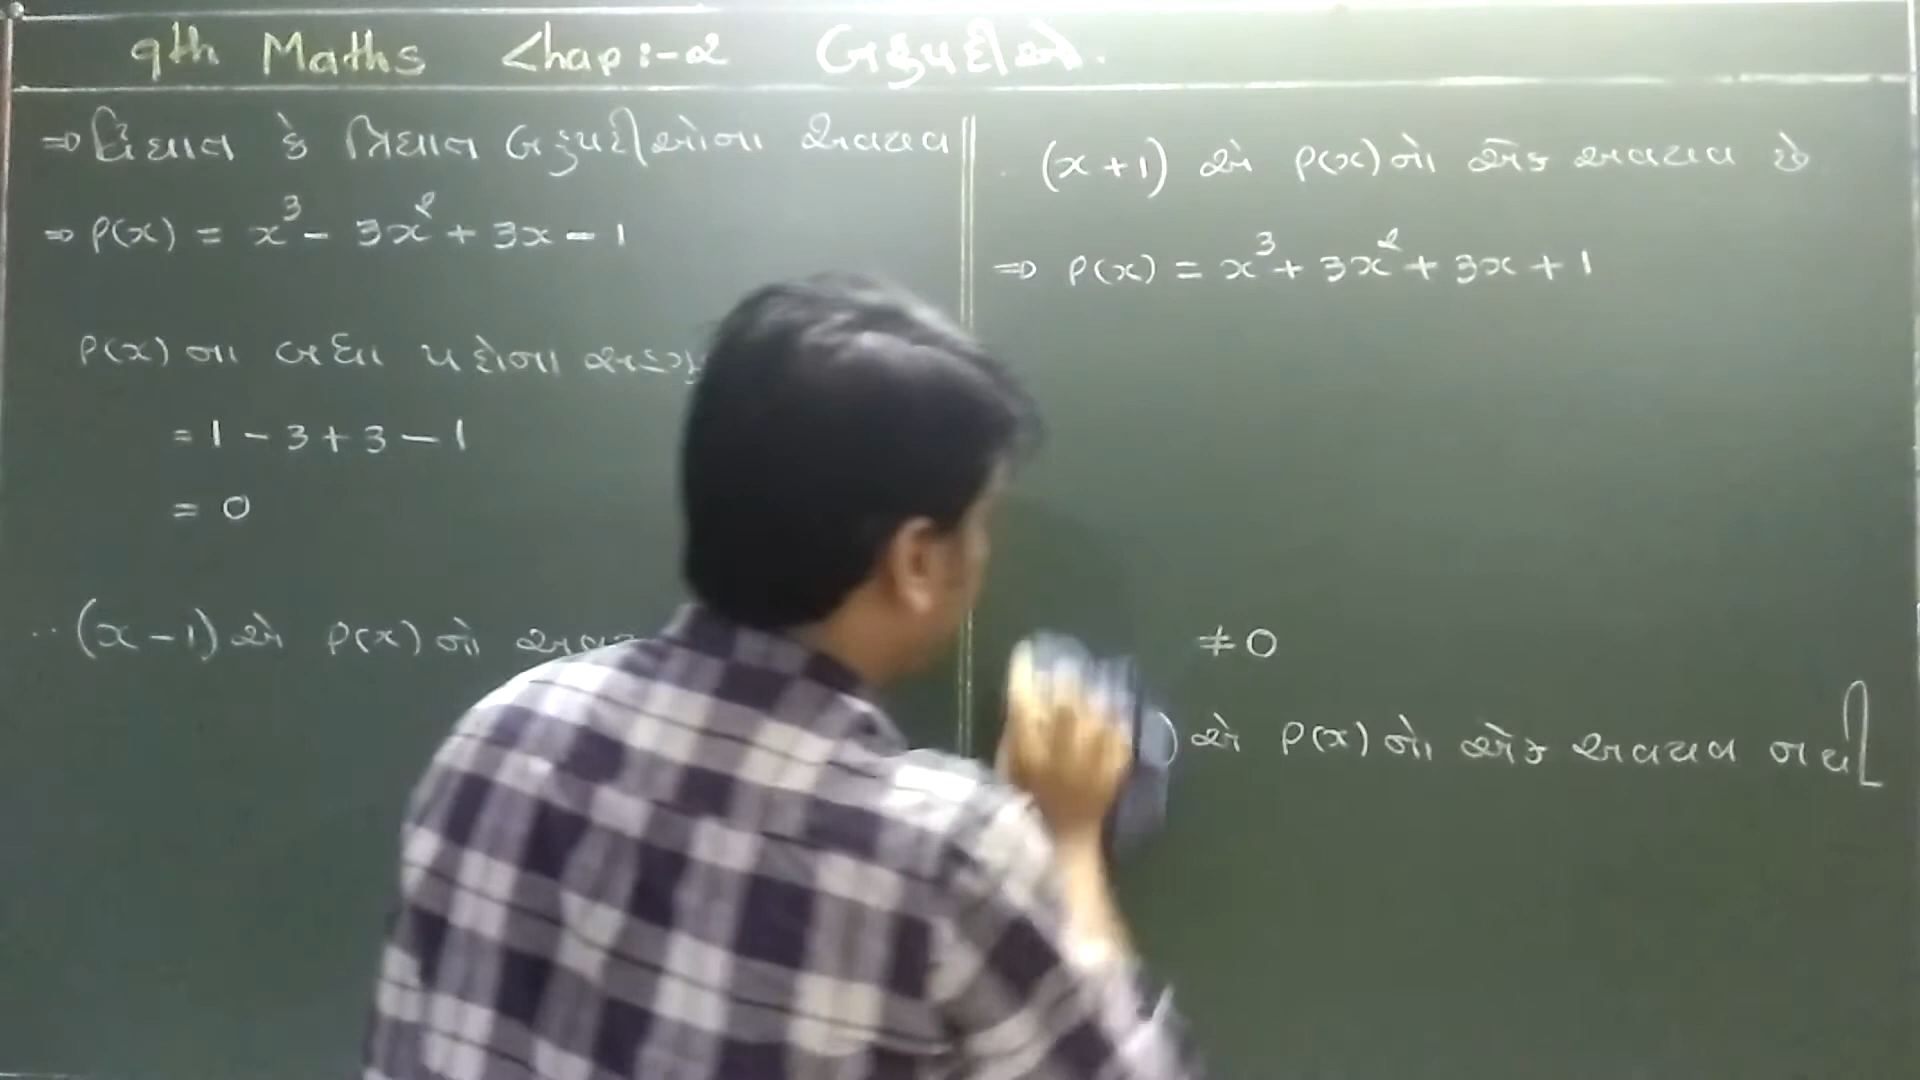 9th Maths Chap:-2 બહુપદીઓ.
⇒ દ્વિઘાત કે ત્રિઘાત બહુપદીઓના અવયવ
⇒ P(x) = x³ - 3x² + 3x - 1
P(x) ના બધા પદોના
= 1 - 3 + 3 - 1
= 0
(x-1) એ P(x) નો
(x+1) એ P(x) નો એક અવયવ છે
⇒ P(x) = x³ + 3x² + 3x + 1
≠ 0
) એ P(x) નો એક અવયવ નથી